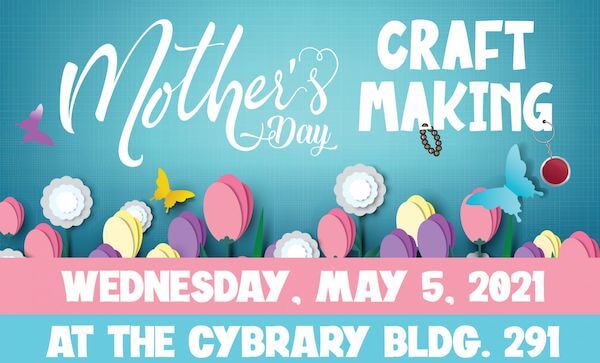 Mother's
Day
CRAFT
MAKING
WEDNESDAY, MAY 5, 2021
AT THE CYBRARY BLDG. 291